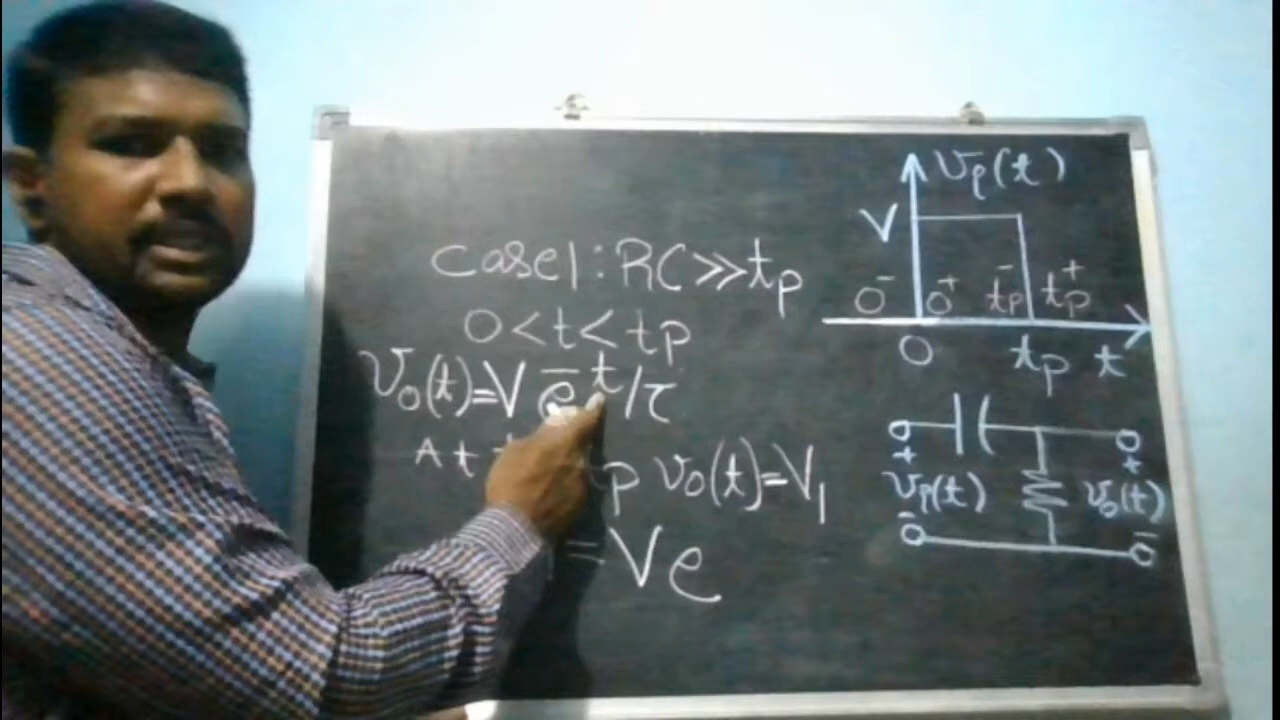 case1: RC>>tp
0<t<tp
v₀(t)=V e⁻ t/τ
At t p v₀(t)=V₁
=Ve
vp(t)
V
0⁻ 0⁺ tp⁻ tp⁺
0 tp t
+ +
vp(t) v₀(t)
- -